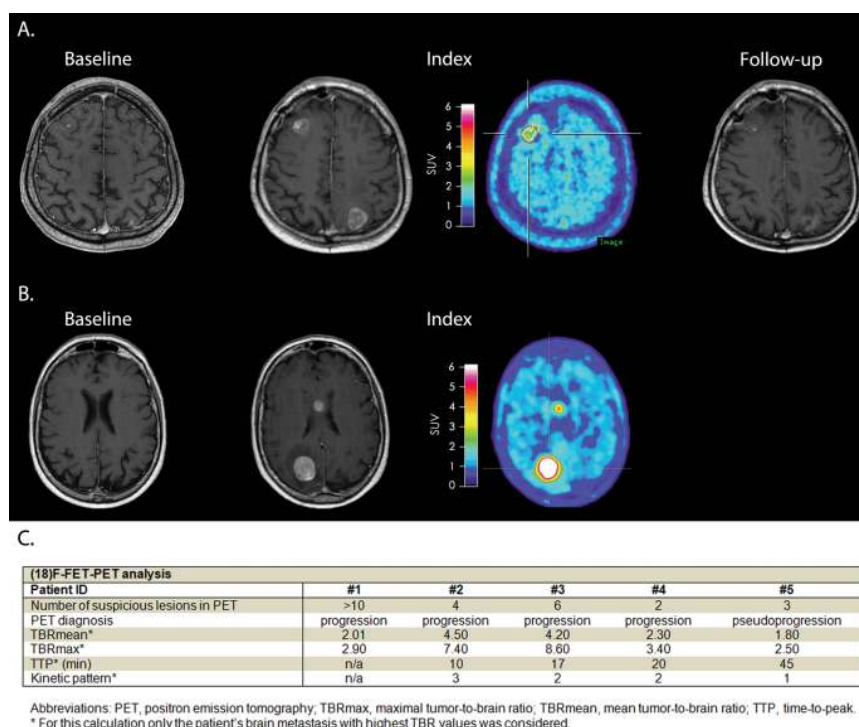 A.
Baseline Index Follow-up
6
5
4
3
2
1
0
SUV
Image
B.
Baseline Index
6
5
4
3
2
1
0
SUV
C.
(18)F-FET-PET analysis
Patient ID #1 #2 #3 #4 #5
Number of suspicious lesions in PET >10 4 6 2 3
PET diagnosis progression progression progression progression pseudoprogression
TBRmean* 2.01 4.50 4.20 2.30 1.80
TBRmax* 2.90 7.40 8.60 3.40 2.50
TTP* (min) n/a 10 17 20 45
Kinetic pattern* n/a 3 2 2 1
Abbreviations: PET, positron emission tomography; TBRmax, maximal tumor-to-brain ratio; TBRmean, mean tumor-to-brain ratio; TTP, time-to-peak.
* For this calculation only the patient's brain metastasis with highest TBR values was considered.